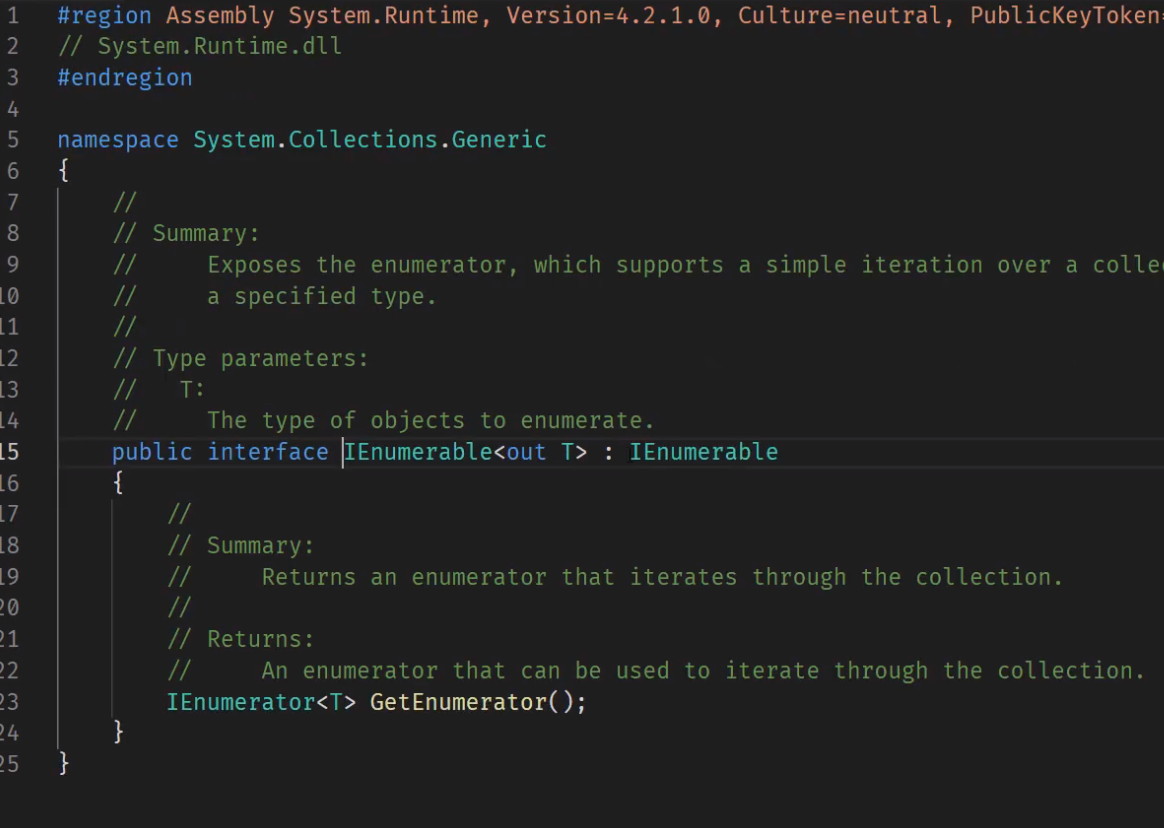 1 #region Assembly System.Runtime, Version=4.2.1.0, Culture=neutral, PublicKeyToken=
2 // System.Runtime.dll
3 #endregion
4
5 namespace System.Collections.Generic
6 {
7 //
8 // Summary:
9 //     Exposes the enumerator, which supports a simple iteration over a colle
10 //     a specified type.
11 //
12 // Type parameters:
13 //   T:
14 //     The type of objects to enumerate.
15 public interface IEnumerable<out T> : IEnumerable
16 {
17 //
18 // Summary:
19 //     Returns an enumerator that iterates through the collection.
20 //
21 // Returns:
22 //     An enumerator that can be used to iterate through the collection.
23 IEnumerator<T> GetEnumerator();
24 }
25 }